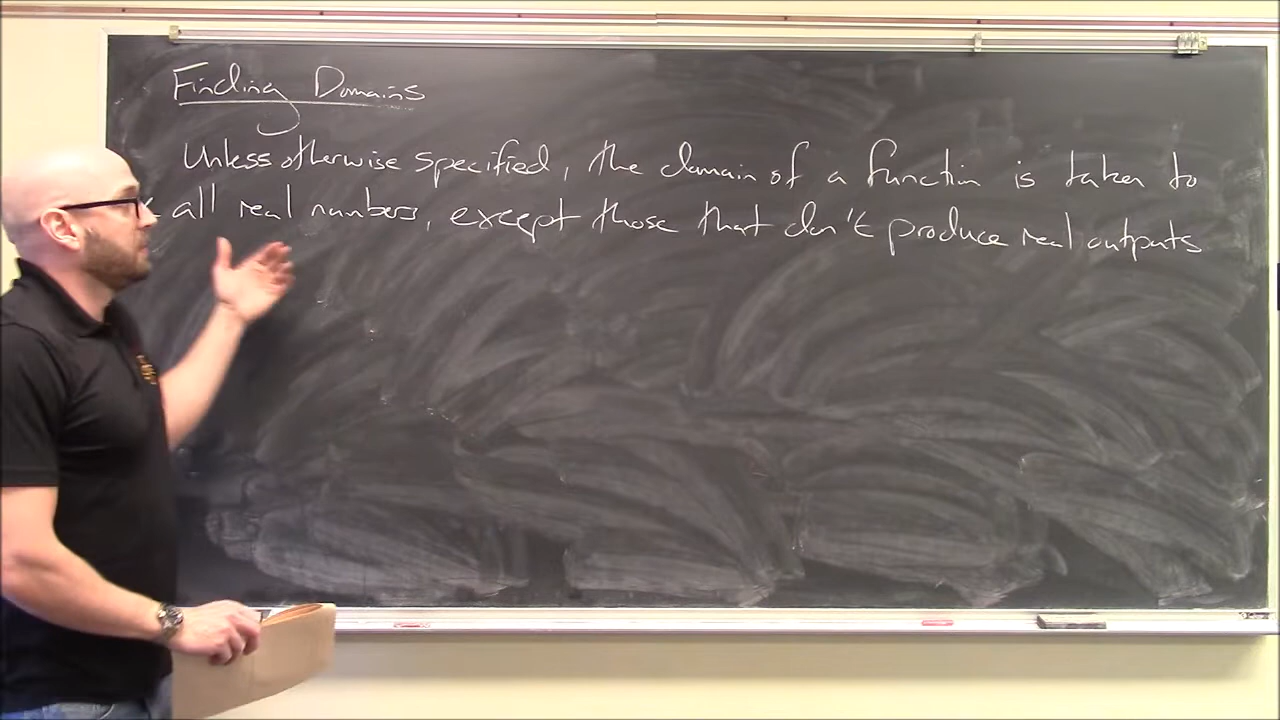 Finding Domains
Unless otherwise specified, the domain of a function is taken to
all real numbers, except those that don't produce real outputs